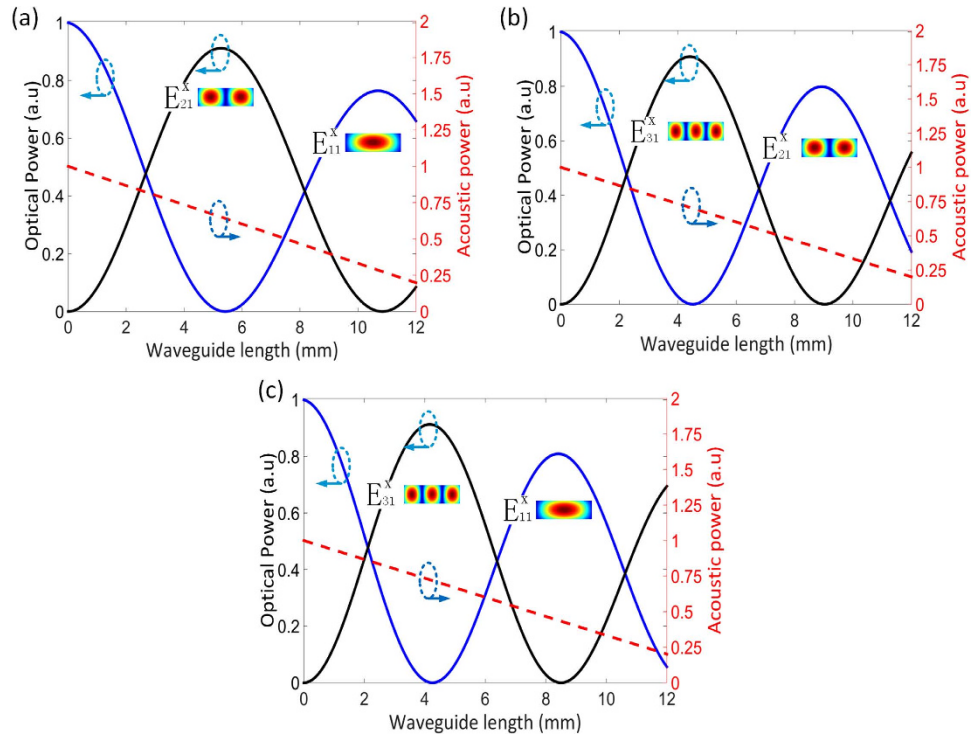 (a)
1
0.8
0.6
0.4
0.2
0
Optical Power (a.u)
E₂₁ˣ
E₁₁ˣ
2
1.75
1.5
1.25
1
0.75
0.5
0.25
0
Acoustic power (a.u)
0 2 4 6 8 10 12
Waveguide length (mm)
(b)
1
0.8
0.6
0.4
0.2
0
Optical Power (a.u)
E₃₁ˣ
E₂₁ˣ
2
1.75
1.5
1.25
1
0.75
0.5
0.25
0
Acoustic power (a.u)
0 2 4 6 8 10 12
Waveguide length (mm)
(c)
1
0.8
0.6
0.4
0.2
0
Optical Power (a.u)
E₃₁ˣ
E₁₁ˣ
2
1.75
1.5
1.25
1
0.75
0.5
0.25
0
Acoustic power (a.u)
0 2 4 6 8 10 12
Waveguide length (mm)